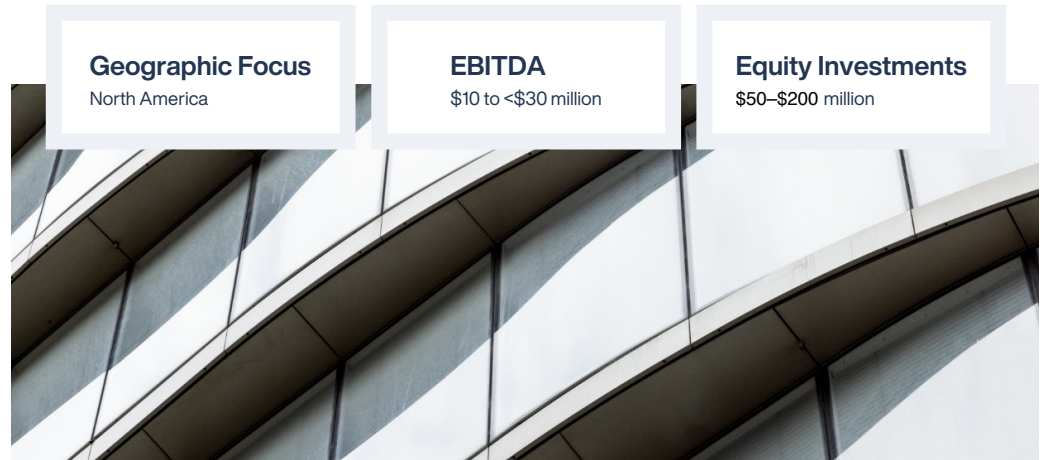 Geographic Focus
North America
EBITDA
$10 to <$30 million
Equity Investments
$50–$200 million